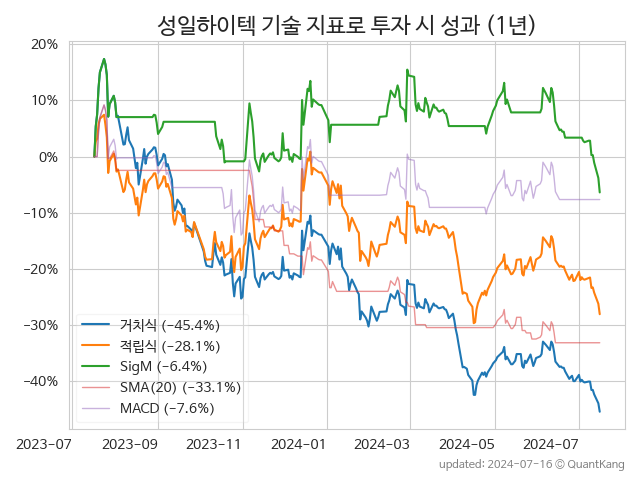 성일하이텍 기술 지표로 투자 시 성과 (1년)
20%
10%
0%
−10%
−20%
−30%
−40%
거치식 (−45.4%)
적립식 (−28.1%)
SigM (−6.4%)
SMA(20) (−33.1%)
MACD (−7.6%)
2023-07 2023-09 2023-11 2024-01 2024-03 2024-05 2024-07
updated: 2024-07-16 © QuantKang